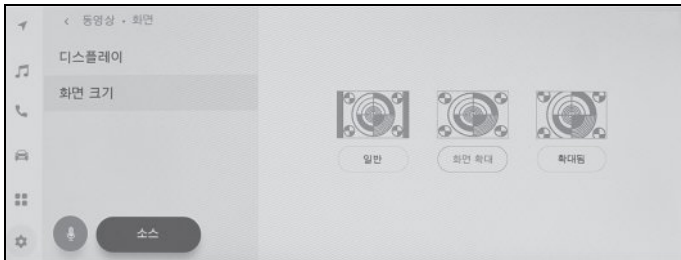 동영상 • 화면
디스플레이
화면 크기
일반
화면 확대
확대됨
소스